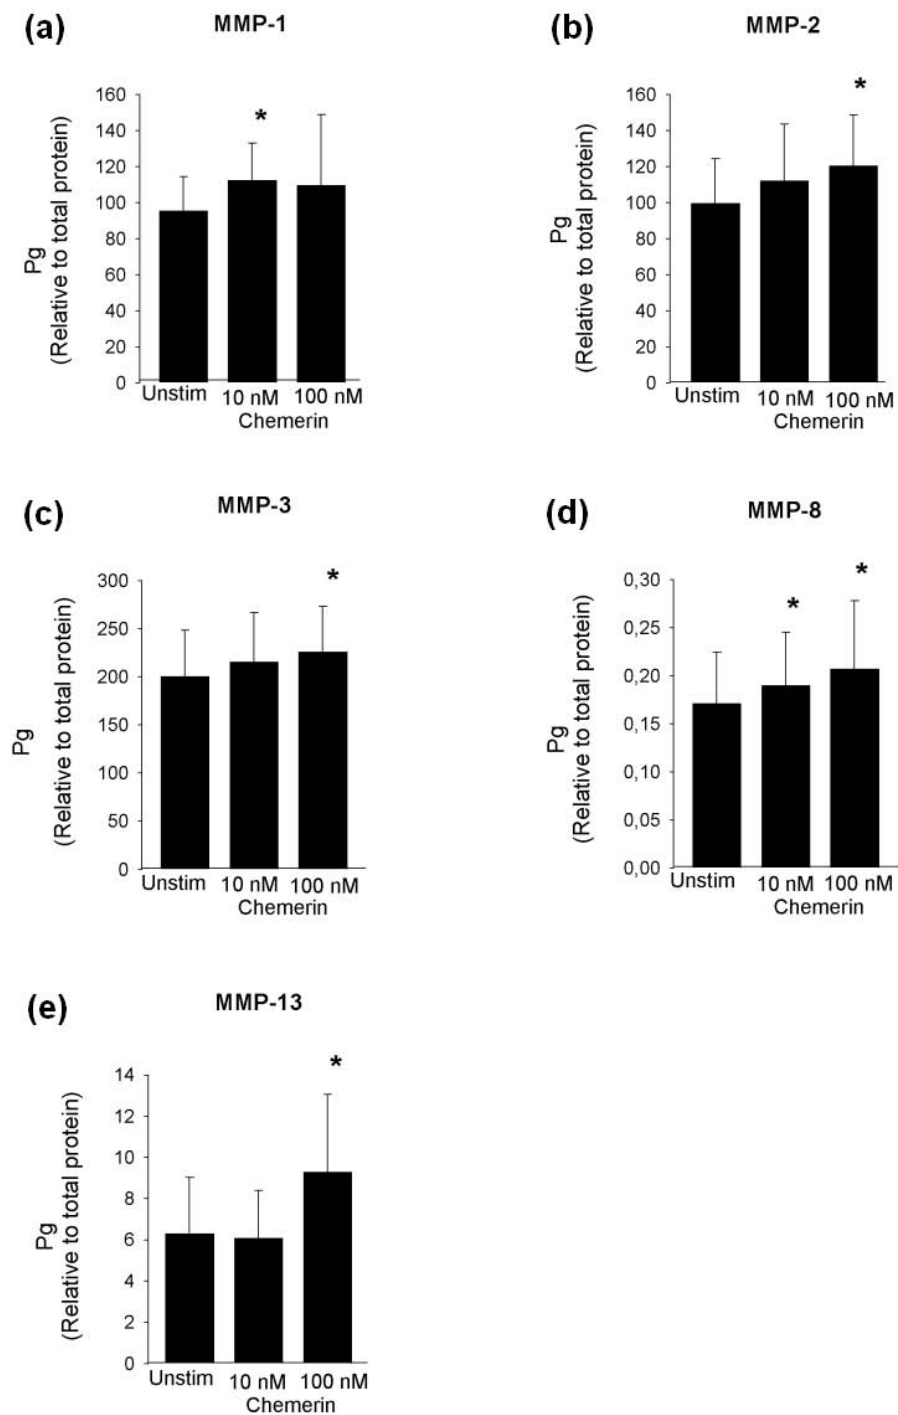 (a)
MMP-1
160
140
120
100
80
60
40
20
0
Pg
(Relative to total protein)
*
Unstim 10 nM 100 nM
Chemerin
(b)
MMP-2
160
140
120
100
80
60
40
20
0
Pg
(Relative to total protein)
*
Unstim 10 nM 100 nM
Chemerin
(c)
MMP-3
300
250
200
150
100
50
0
Pg
(Relative to total protein)
*
Unstim 10 nM 100 nM
Chemerin
(d)
MMP-8
0,30
0,25
0,20
0,15
0,10
0,05
0,00
Pg
(Relative to total protein)
* *
Unstim 10 nM 100 nM
Chemerin
(e)
MMP-13
14
12
10
8
6
4
2
0
Pg
(Relative to total protein)
*
Unstim 10 nM 100 nM
Chemerin